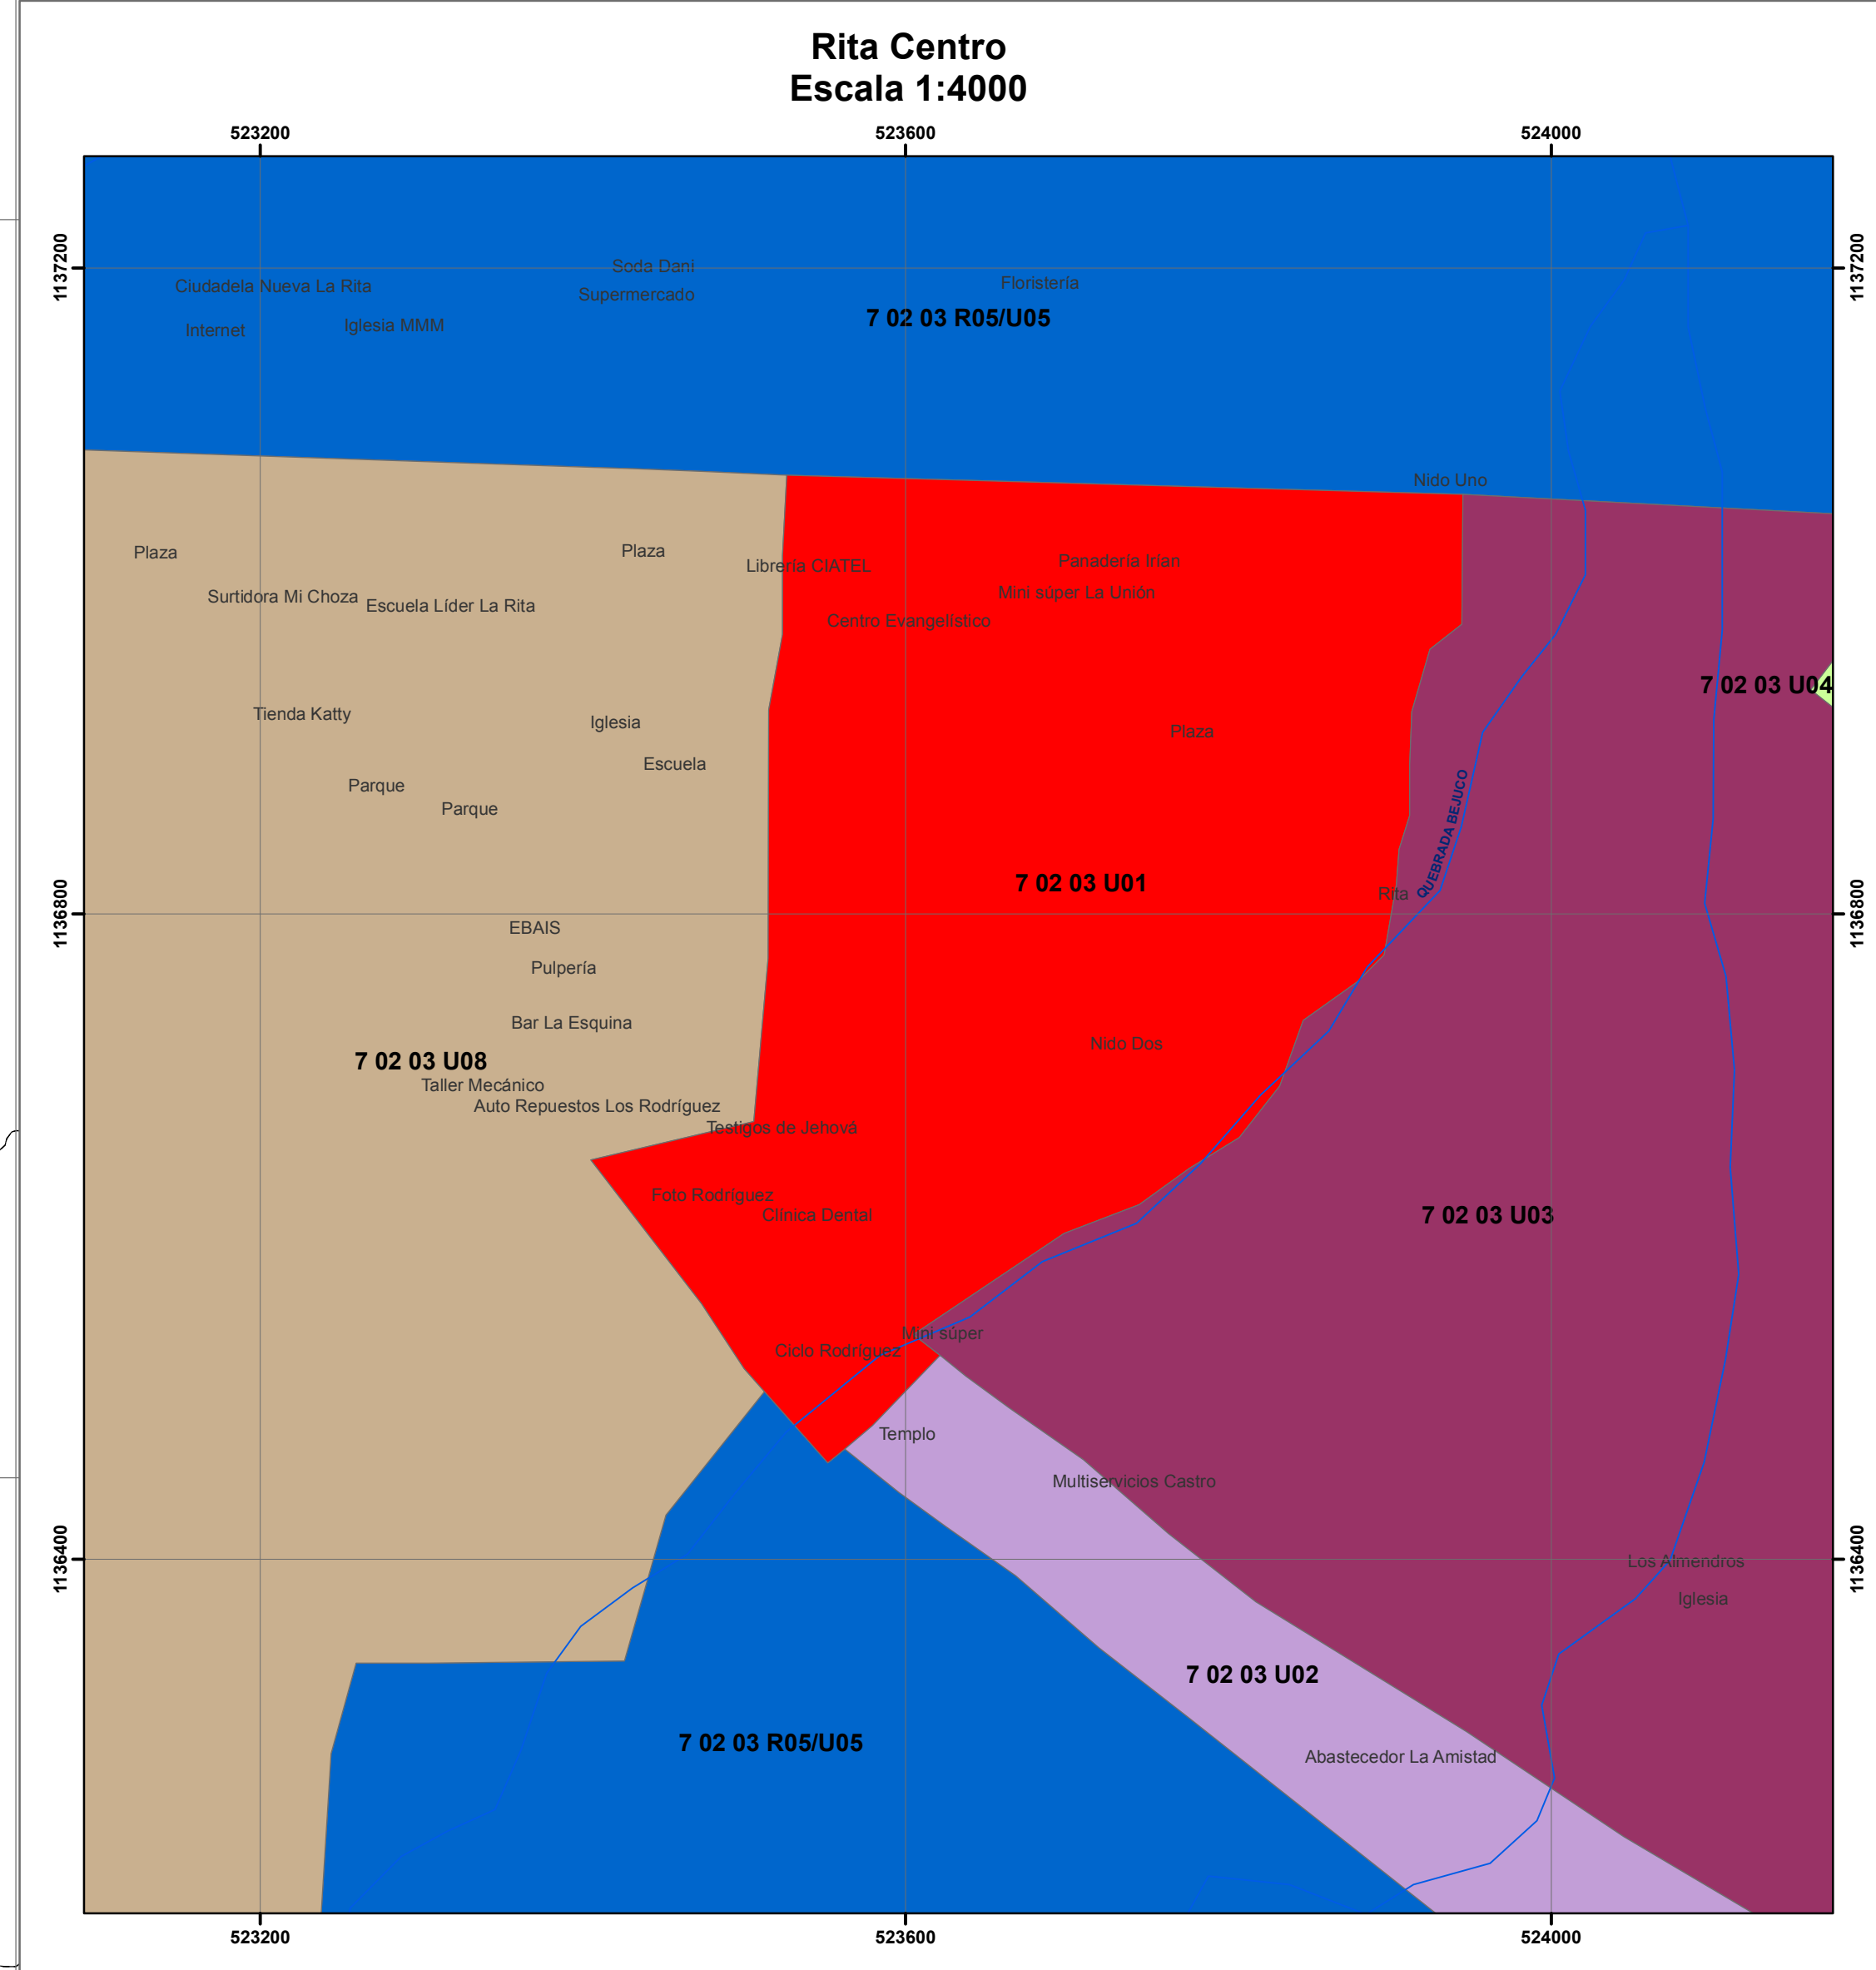 Rita Centro
Escala 1:4000
523200
523600
524000
1137200
1137200
Soda Dani
Floristería
Ciudadela Nueva La Rita
Supermercado
7 02 03 R05/U05
Internet
Iglesia MMM
Nido Uno
Plaza
Plaza
Librería CIATEL
Panadería Irían
Surtidora Mi Choza
Escuela Líder La Rita
Mini súper La Unión
Centro Evangelístico
7 02 03 U04
Tienda Katty
Iglesia
Plaza
Escuela
Parque
Parque
QUEBRADA BEJUCO
7 02 03 U01
Rita
1136800
1136800
EBAIS
Pulpería
Bar La Esquina
Nido Dos
7 02 03 U08
Taller Mecánico
Auto Repuestos Los Rodríguez
Testigos de Jehová
Foto Rodríguez
Clínica Dental
7 02 03 U03
Mini súper
Ciclo Rodríguez
Templo
Multiservicios Castro
1136400
1136400
Los Almendros
Iglesia
7 02 03 U02
7 02 03 R05/U05
Abastecedor La Amistad
523200
523600
524000